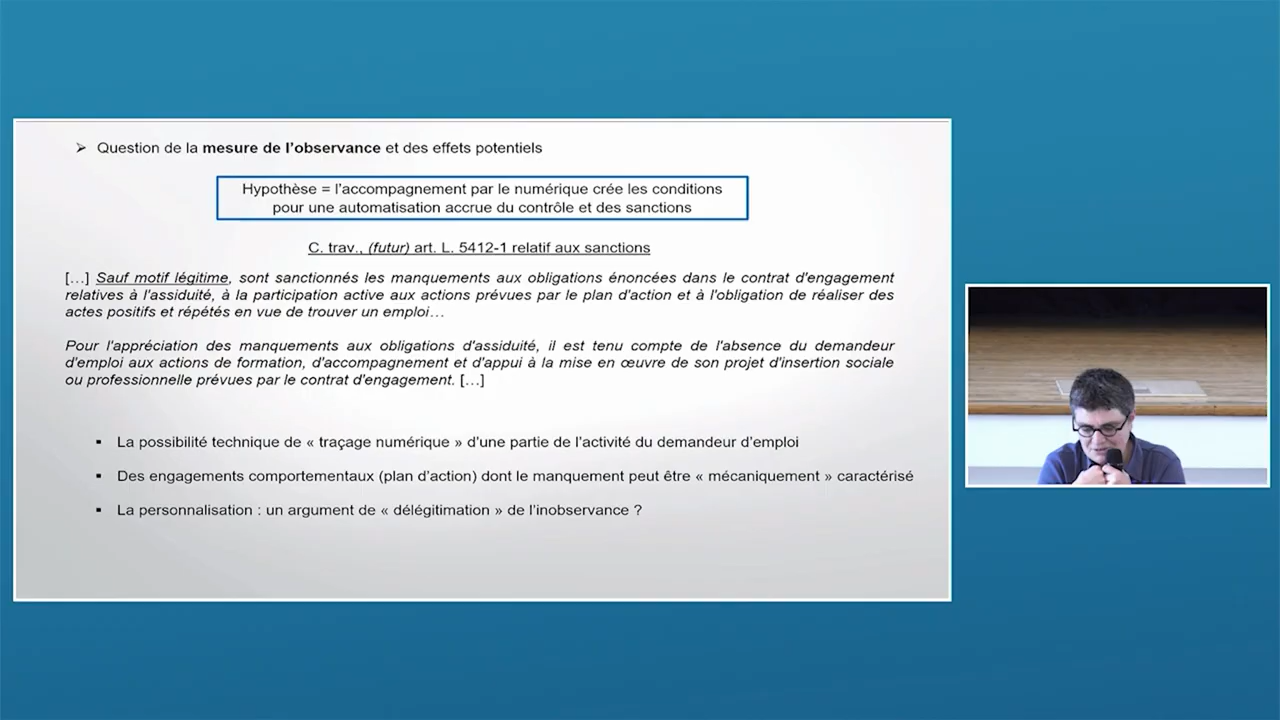 ➢ Question de la mesure de l'observance et des effets potentiels
Hypothèse = l'accompagnement par le numérique crée les conditions
pour une automatisation accrue du contrôle et des sanctions
C. trav., (futur) art. L. 5412-1 relatif aux sanctions
[…] Sauf motif légitime, sont sanctionnés les manquements aux obligations énoncées dans le contrat d'engagement
relatives à l'assiduité, à la participation active aux actions prévues par le plan d'action et à l'obligation de réaliser des
actes positifs et répétés en vue de trouver un emploi…
Pour l'appréciation des manquements aux obligations d'assiduité, il est tenu compte de l'absence du demandeur
d'emploi aux actions de formation, d'accompagnement et d'appui à la mise en œuvre de son projet d'insertion sociale
ou professionnelle prévues par le contrat d'engagement. […]
▪ La possibilité technique de « traçage numérique » d'une partie de l'activité du demandeur d'emploi
▪ Des engagements comportementaux (plan d'action) dont le manquement peut être « mécaniquement » caractérisé
▪ La personnalisation : un argument de « délégitimation » de l'inobservance ?